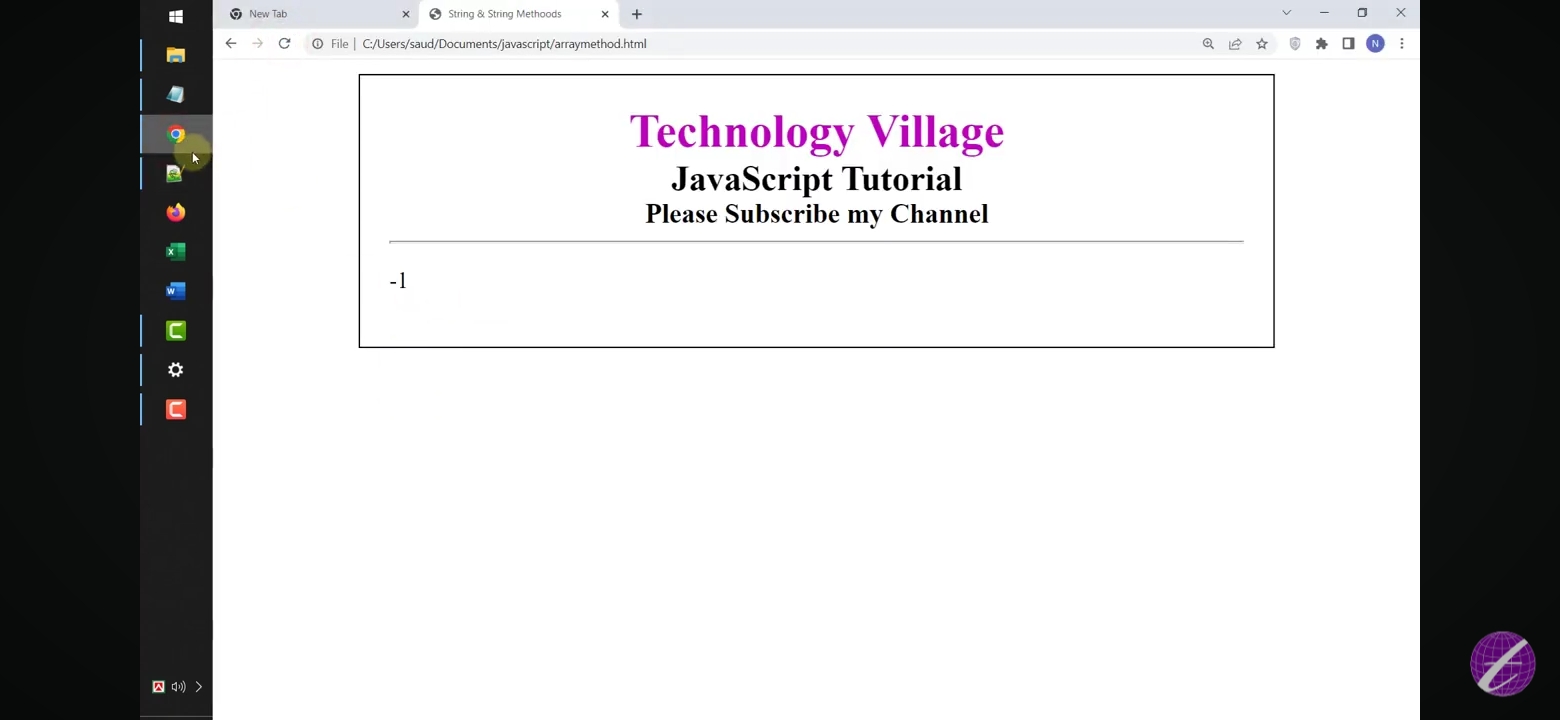 New Tab
String & String Methoods
File
C:/Users/saud/Documents/javascript/arraymethod.html
N
Technology Village
JavaScript Tutorial
Please Subscribe my Channel
-1